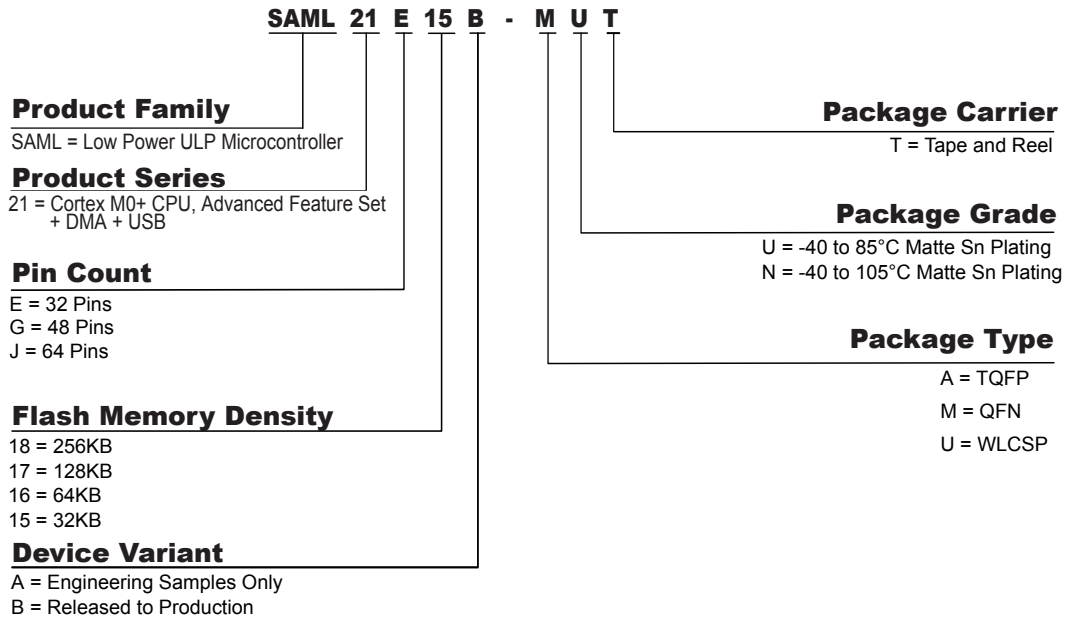 SAML 21 E 15 B - M U T
Product Family
SAML = Low Power ULP Microcontroller
Product Series
21 = Cortex M0+ CPU, Advanced Feature Set
+ DMA + USB
Pin Count
E = 32 Pins
G = 48 Pins
J = 64 Pins
Flash Memory Density
18 = 256KB
17 = 128KB
16 = 64KB
15 = 32KB
Device Variant
A = Engineering Samples Only
B = Released to Production
Package Carrier
T = Tape and Reel
Package Grade
U = -40 to 85°C Matte Sn Plating
N = -40 to 105°C Matte Sn Plating
Package Type
A = TQFP
M = QFN
U = WLCSP